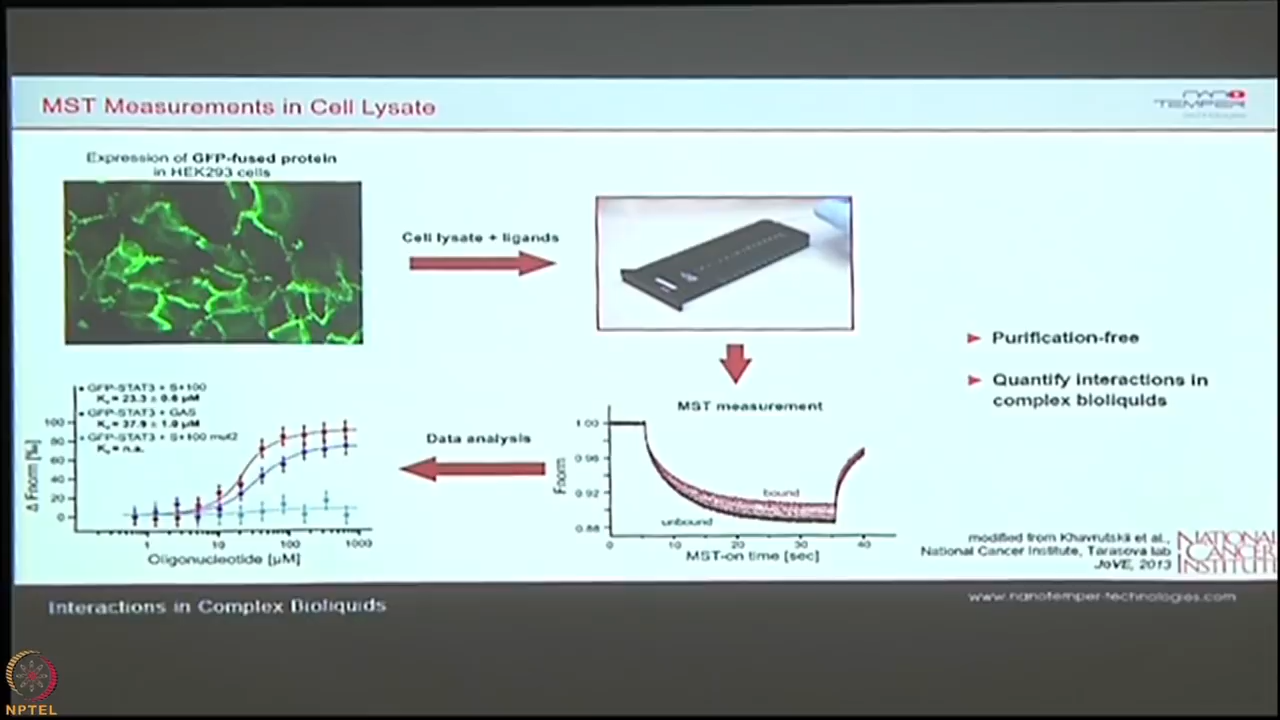 MST Measurements in Cell Lysate
NANO
TEMPER
technologies
Expression of GFP-fused protein
in HEK293 cells
Cell lysate + ligands
Purification-free
Quantify interactions in
complex bioliquids
GFP-STAT3 + S+100
= 23.3 ± 0.6 µM
GFP-STAT3 + GAS
= 37.9 ± 1.0 µM
GFP-STAT3 + S+100 mut2
= n.a.
Δ Fnorm [‰]
100
80
60
40
20
0
1
10
100
1000
Oligonucleotide [µM]
Data analysis
MST measurement
Fnorm
1.00
0.96
0.92
0.88
bound
unbound
0
10
20
30
40
MST-on time [sec]
modified from Khavrutskii et al.,
National Cancer Institute, Tarasova lab
JoVE, 2013
NATIONAL
CANCER
INSTITUTE
Interactions in Complex Bioliquids
www.nanotemper-technologies.com
NPTEL